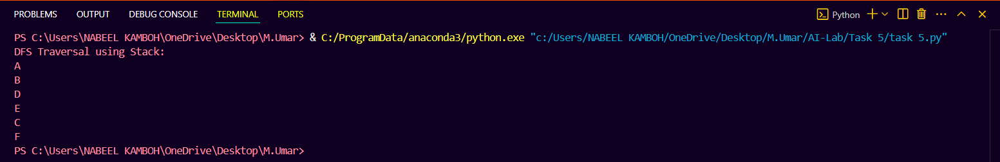 PROBLEMS OUTPUT DEBUG CONSOLE TERMINAL PORTS Python
PS C:\Users\NABEEL KAMBOH\OneDrive\Desktop\M.Umar> & C:/ProgramData/anaconda3/python.exe "c:/Users/NABEEL KAMBOH/OneDrive/Desktop/M.Umar/AI-Lab/Task 5/task 5.py"
DFS Traversal using Stack:
A
B
D
E
C
F
PS C:\Users\NABEEL KAMBOH\OneDrive\Desktop\M.Umar>